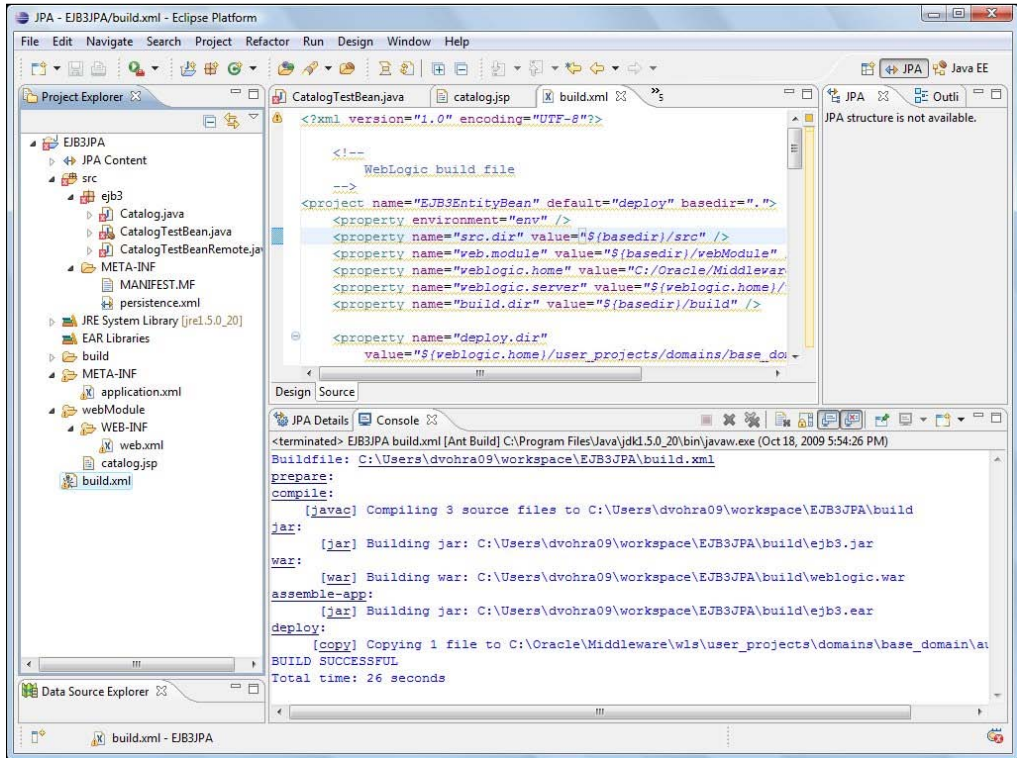 JPA - EJB3JPA/build.xml - Eclipse Platform
File Edit Navigate Search Project Refactor Run Design Window Help
JPA Java EE
Project Explorer
EJB3JPA
JPA Content
src
ejb3
Catalog.java
CatalogTestBean.java
CatalogTestBeanRemote.jav
META-INF
MANIFEST.MF
persistence.xml
JRE System Library [jre1.5.0_20]
EAR Libraries
build
META-INF
application.xml
webModule
WEB-INF
web.xml
catalog.jsp
build.xml
Data Source Explorer
CatalogTestBean.java catalog.jsp build.xml »5
<?xml version="1.0" encoding="UTF-8"?>
<!--
WebLogic build file
-->
<project name="EJB3EntityBean" default="deploy" basedir=".">
<property environment="env" />
<property name="src.dir" value="${basedir}/src" />
<property name="web.module" value="${basedir}/webModule"
<property name="weblogic.home" value="C:/Oracle/Middlewar
<property name="weblogic.server" value="${weblogic.home}/
<property name="build.dir" value="${basedir}/build" />
<property name="deploy.dir"
value="${weblogic.home}/user_projects/domains/base_do
Design Source
JPA Outli
JPA structure is not available.
JPA Details Console
<terminated> EJB3JPA build.xml [Ant Build] C:\Program Files\Java\jdk1.5.0_20\bin\javaw.exe (Oct 18, 2009 5:54:26 PM)
Buildfile: C:\Users\dvohra09\workspace\EJB3JPA\build.xml
prepare:
compile:
[javac] Compiling 3 source files to C:\Users\dvohra09\workspace\EJB3JPA\build
jar:
[jar] Building jar: C:\Users\dvohra09\workspace\EJB3JPA\build\ejb3.jar
war:
[war] Building war: C:\Users\dvohra09\workspace\EJB3JPA\build\weblogic.war
assemble-app:
[jar] Building jar: C:\Users\dvohra09\workspace\EJB3JPA\build\ejb3.ear
deploy:
[copy] Copying 1 file to C:\Oracle\Middleware\wls\user_projects\domains\base_domain\au
BUILD SUCCESSFUL
Total time: 26 seconds
build.xml - EJB3JPA